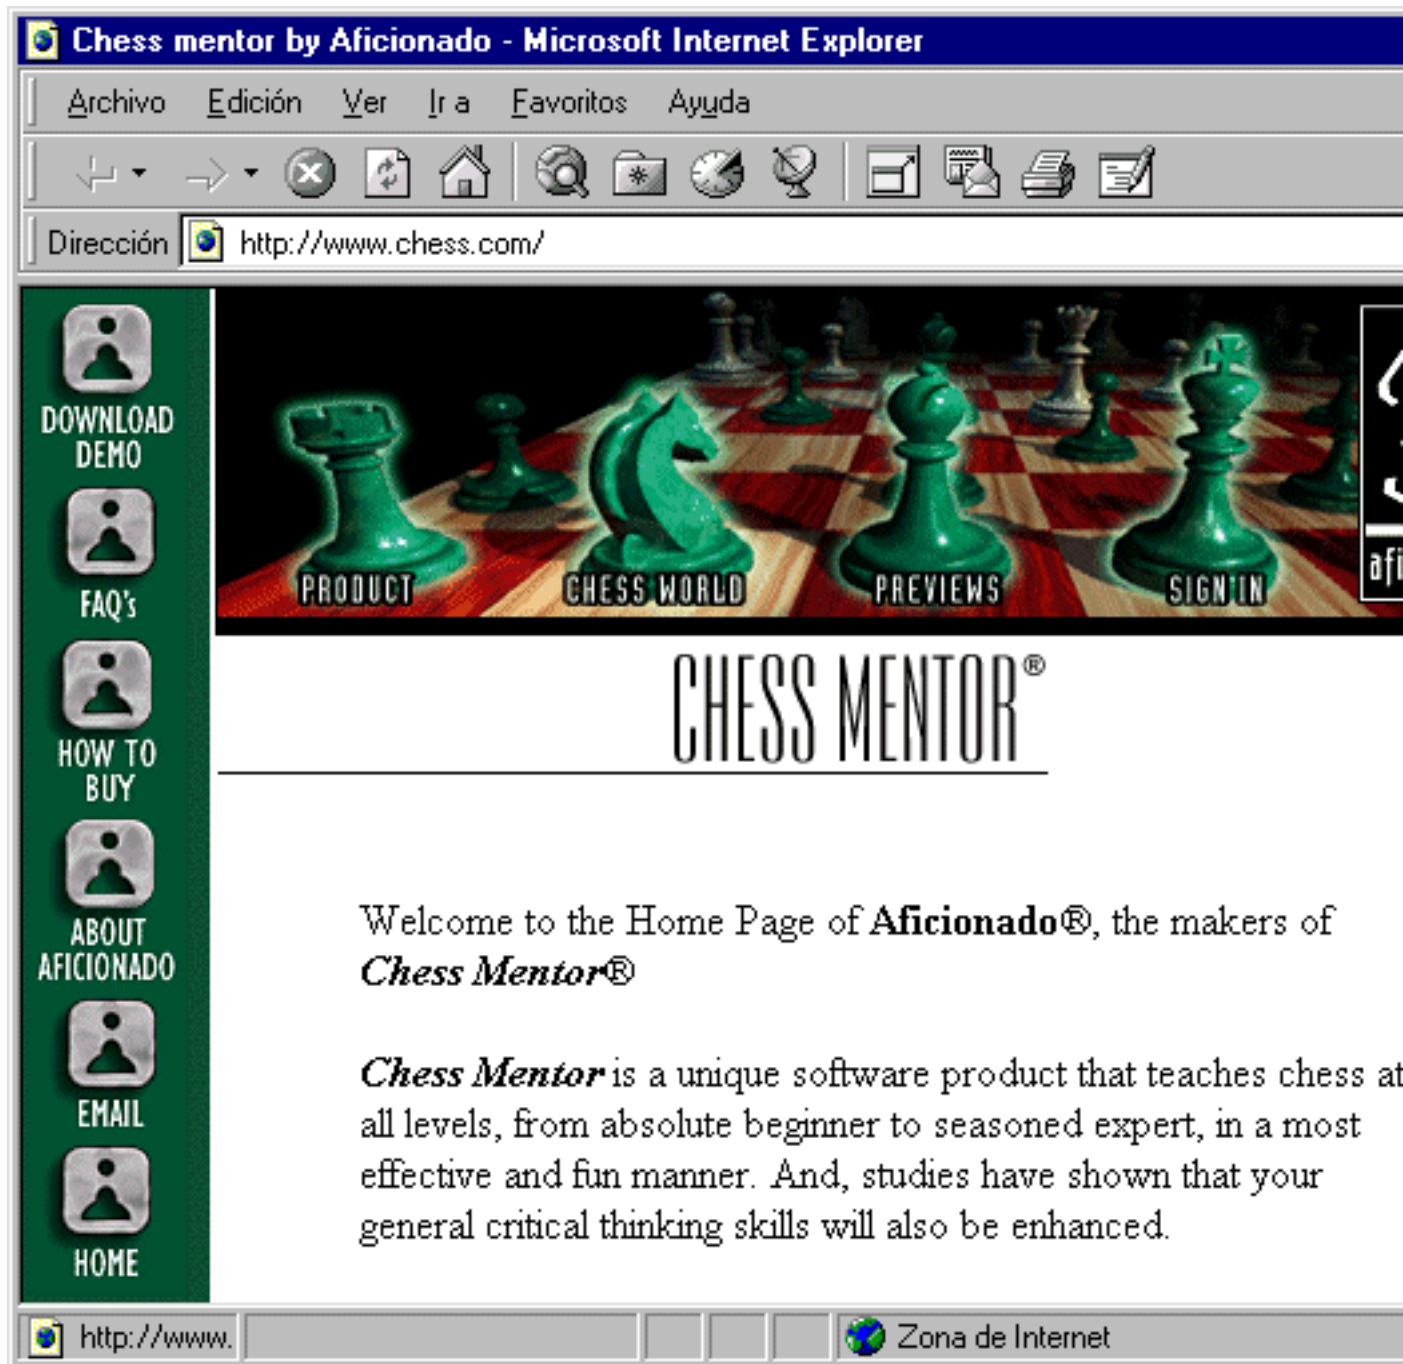 Chess mentor by Aficionado - Microsoft Internet Explorer
Archivo Edición Ver Ir a Favoritos Ayuda
Dirección http://www.chess.com/
DOWNLOAD
DEMO
FAQ's
HOW TO
BUY
ABOUT
AFICIONADO
EMAIL
HOME
PRODUCT CHESS WORLD PREVIEWS SIGN IN
CHESS MENTOR®
Welcome to the Home Page of Aficionado®, the makers of
Chess Mentor®
Chess Mentor is a unique software product that teaches chess at
all levels, from absolute beginner to seasoned expert, in a most
effective and fun manner. And, studies have shown that your
general critical thinking skills will also be enhanced.
http://www. Zona de Internet